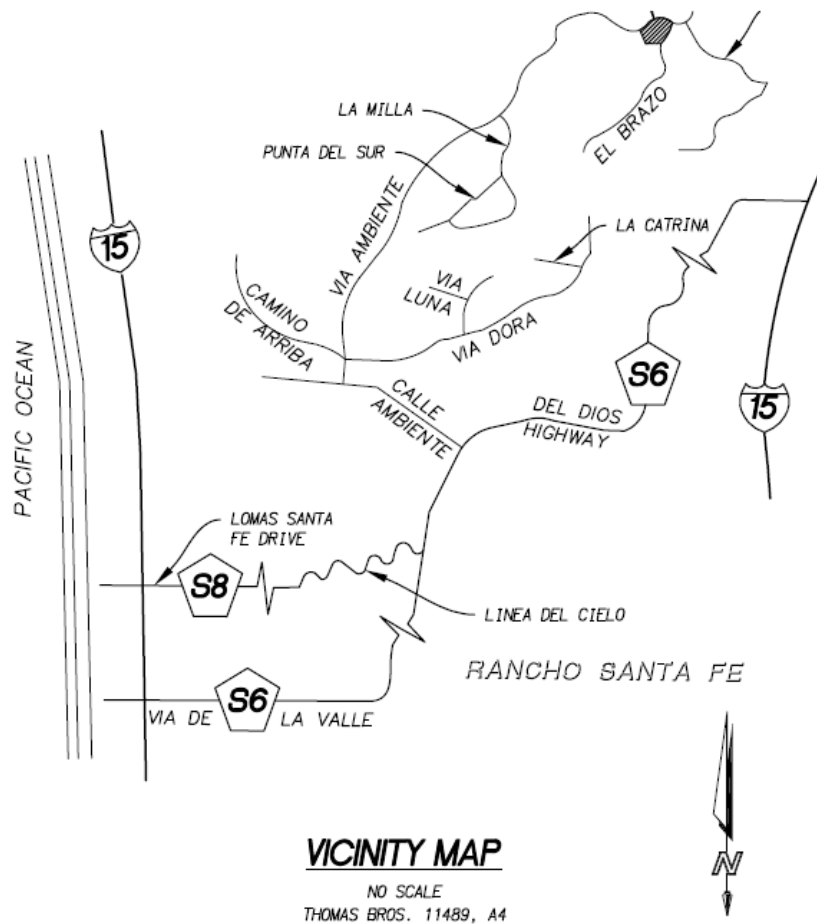 LA MILLA
PUNTA DEL SUR
EL BRAZO
VIA AMBIENTE
LA CATRINA
15
CAMINO
DE ARRIBA
VIA
LUNA
VIA DORA
S6
15
PACIFIC OCEAN
CALLE
AMBIENTE
DEL DIOS
HIGHWAY
LOMAS SANTA
FE DRIVE
S8
LINEA DEL CIELO
RANCHO SANTA FE
S6
VIA DE LA VALLE
N
VICINITY MAP
NO SCALE
THOMAS BROS. 11489, A4